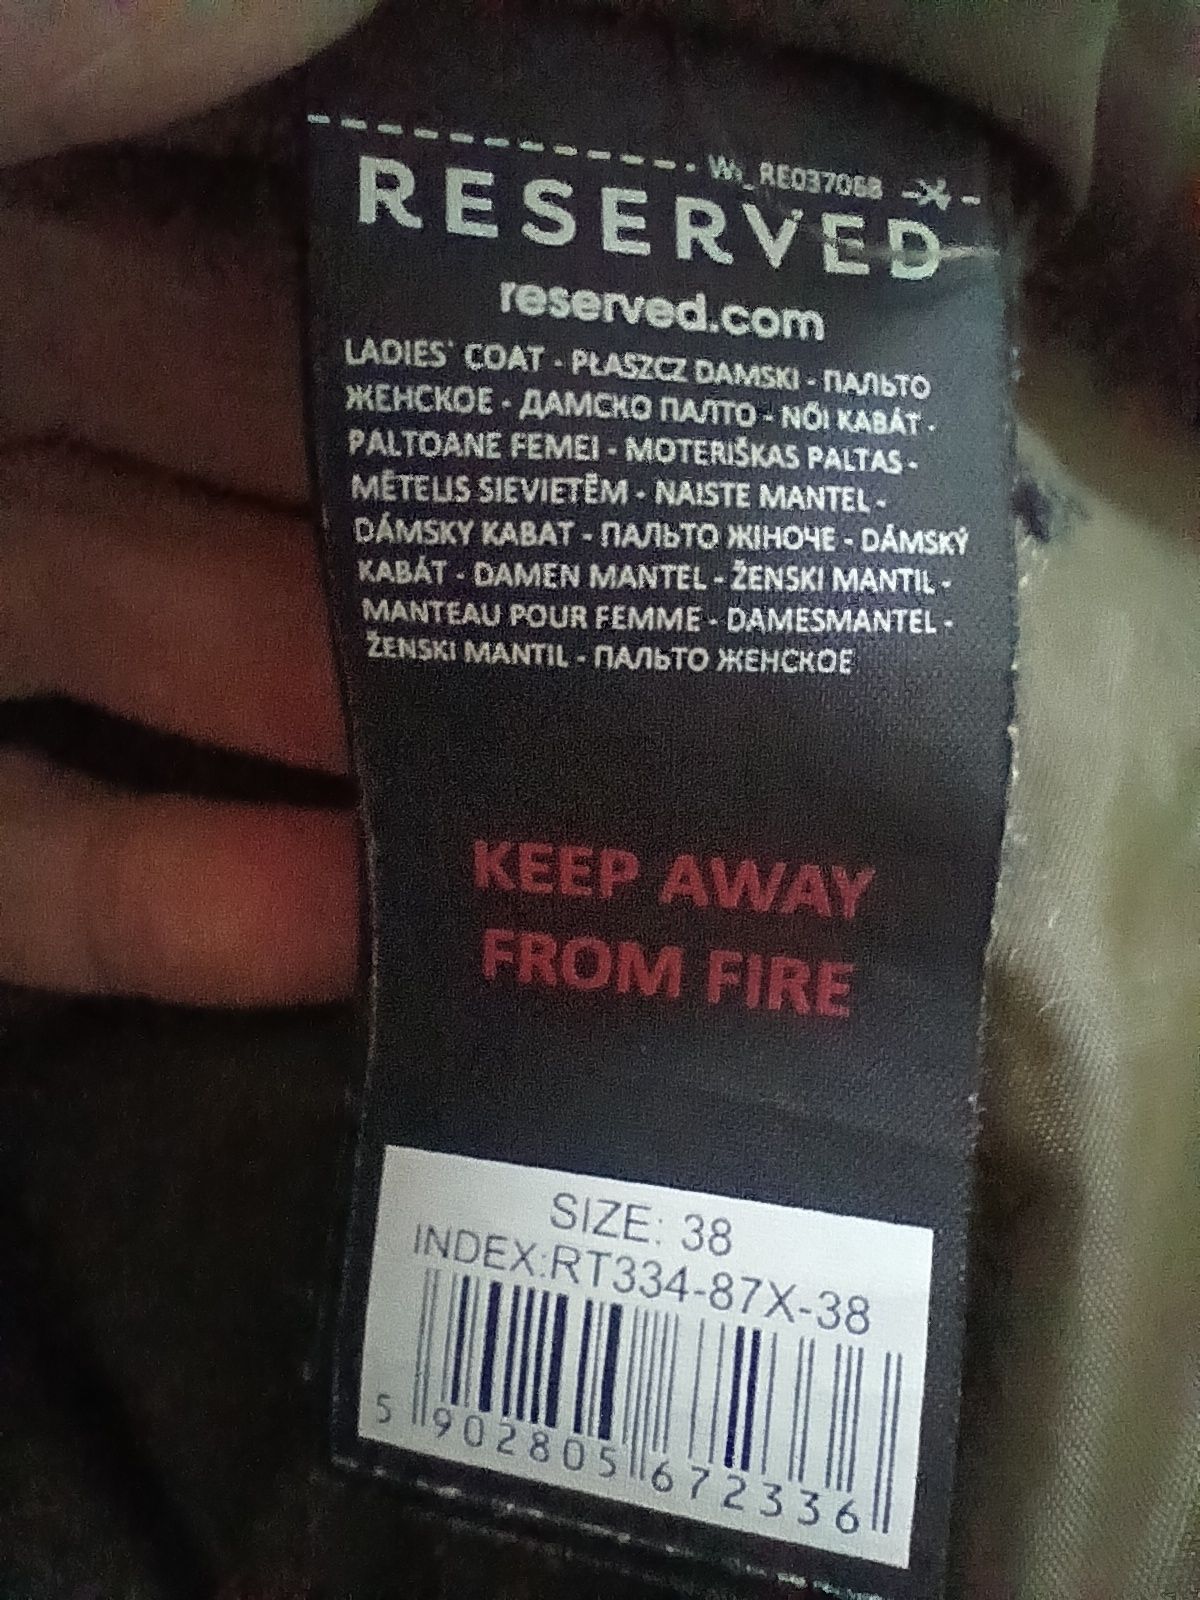 RE03706B
RESERVED
reserved.com
LADIES' COAT - PŁASZCZ DAMSKI - ПАЛЬТО
ЖЕНСКОЕ - ДАМСКО ПАЛТО - NŐI KABÁT -
PALTOANE FEMEI - MOTERIŠKAS PALTAS -
MĒTELIS SIEVIETĒM - NAISTE MANTEL -
DÁMSKY KABAT - ПАЛЬТО ЖІНОЧЕ - DÁMSKÝ
KABÁT - DAMEN MANTEL - ŽENSKI MANTIL -
MANTEAU POUR FEMME - DAMESMANTEL -
ŽENSKI MANTIL - ПАЛЬТО ЖЕНСКОЕ
KEEP AWAY
FROM FIRE
SIZE: 38
INDEX:RT334-87X-38
5 902805 672336